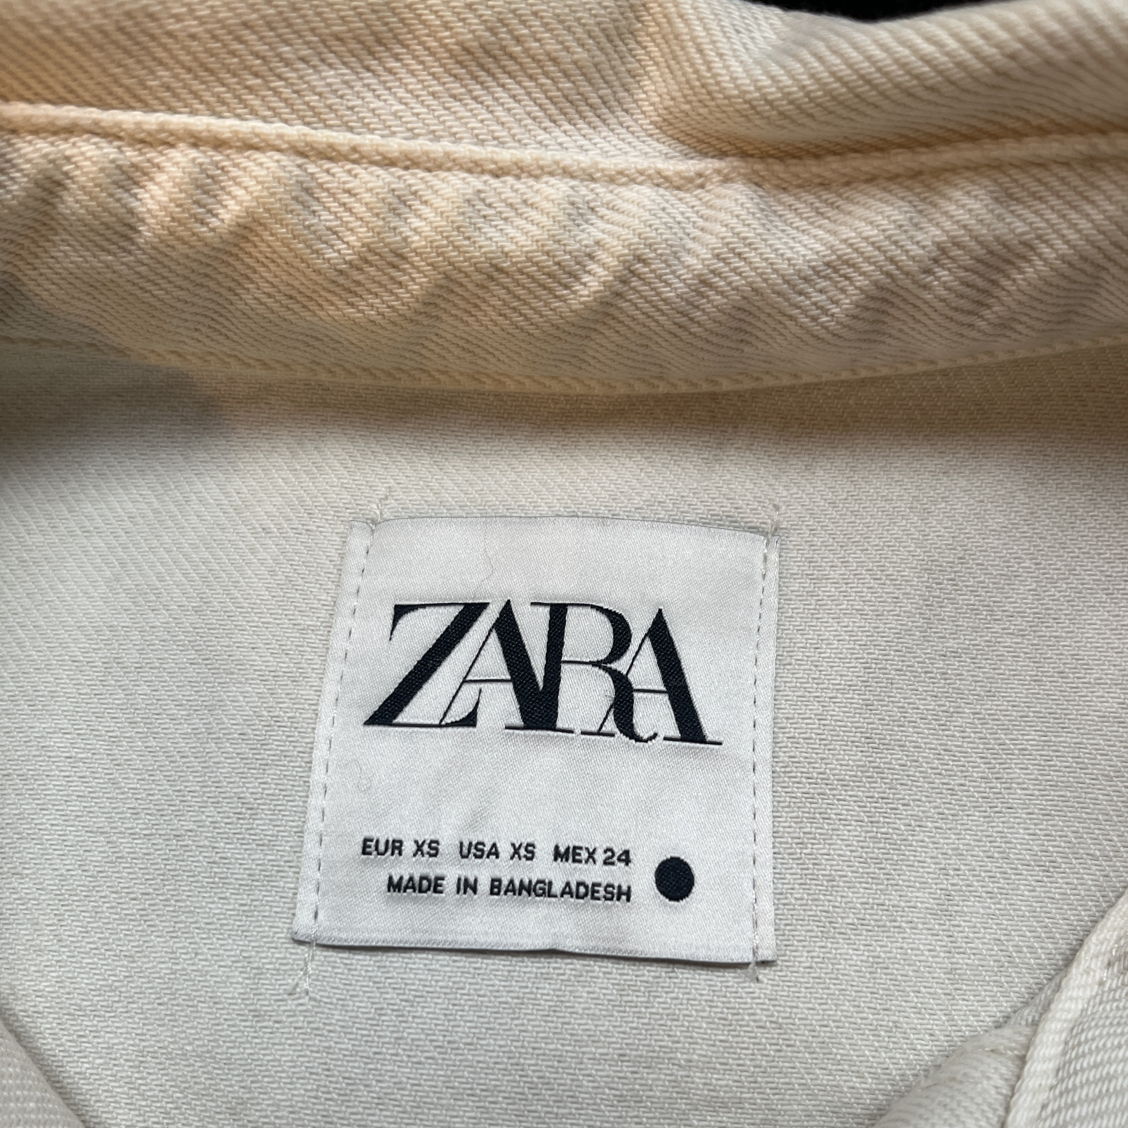 ZARA
EUR XS USA XS MEX 24
MADE IN BANGLADESH